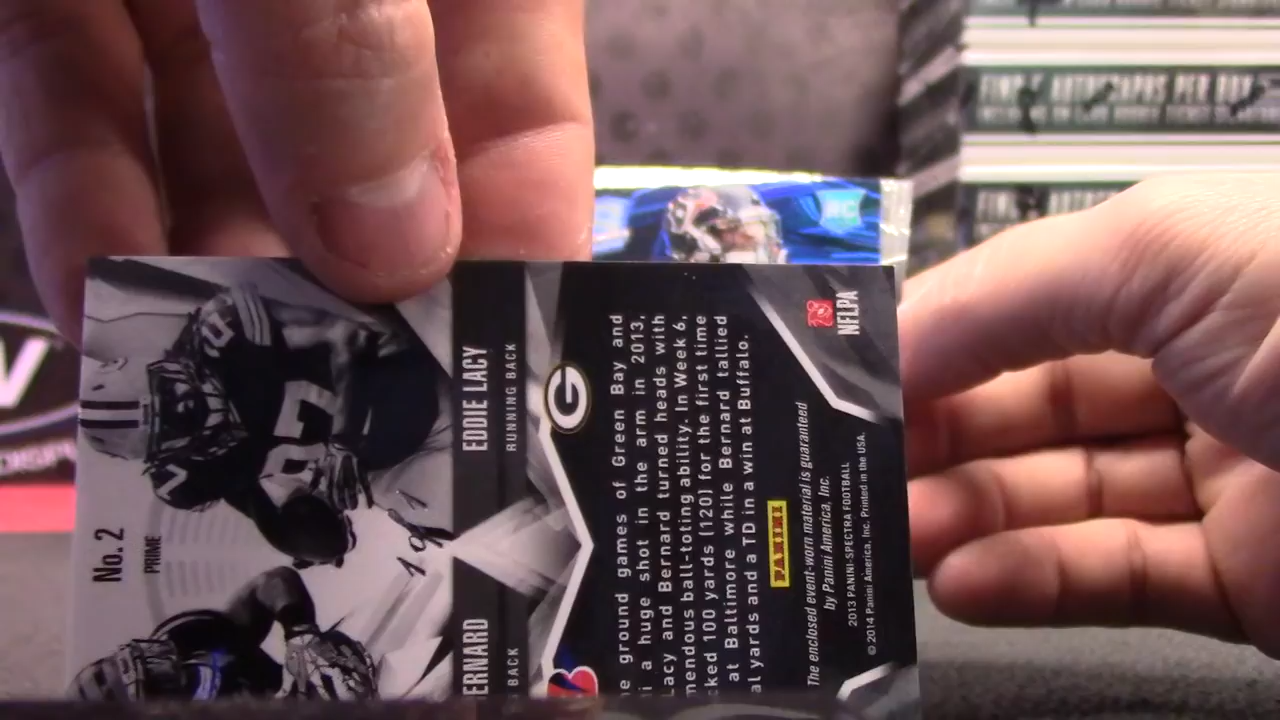 No. 2
PRIME
EDDIE LACY
RUNNING BACK
ERNARD
BACK
G
ground games of Green Bay and
a huge shot in the arm in 2013,
Lacy and Bernard turned heads with
mendous ball-toting ability. In Week 6,
cked 100 yards (120) for the first time
at Baltimore while Bernard tallied
al yards and a TD in a win at Buffalo.
PANINI
The enclosed event-worn material is guaranteed
by Panini America, Inc.
2013 PANINI-SPECTRA FOOTBALL
© 2014 Panini America, Inc. Printed in the USA.
NFLPA
RC
AUTOGRAPHS PER BOX